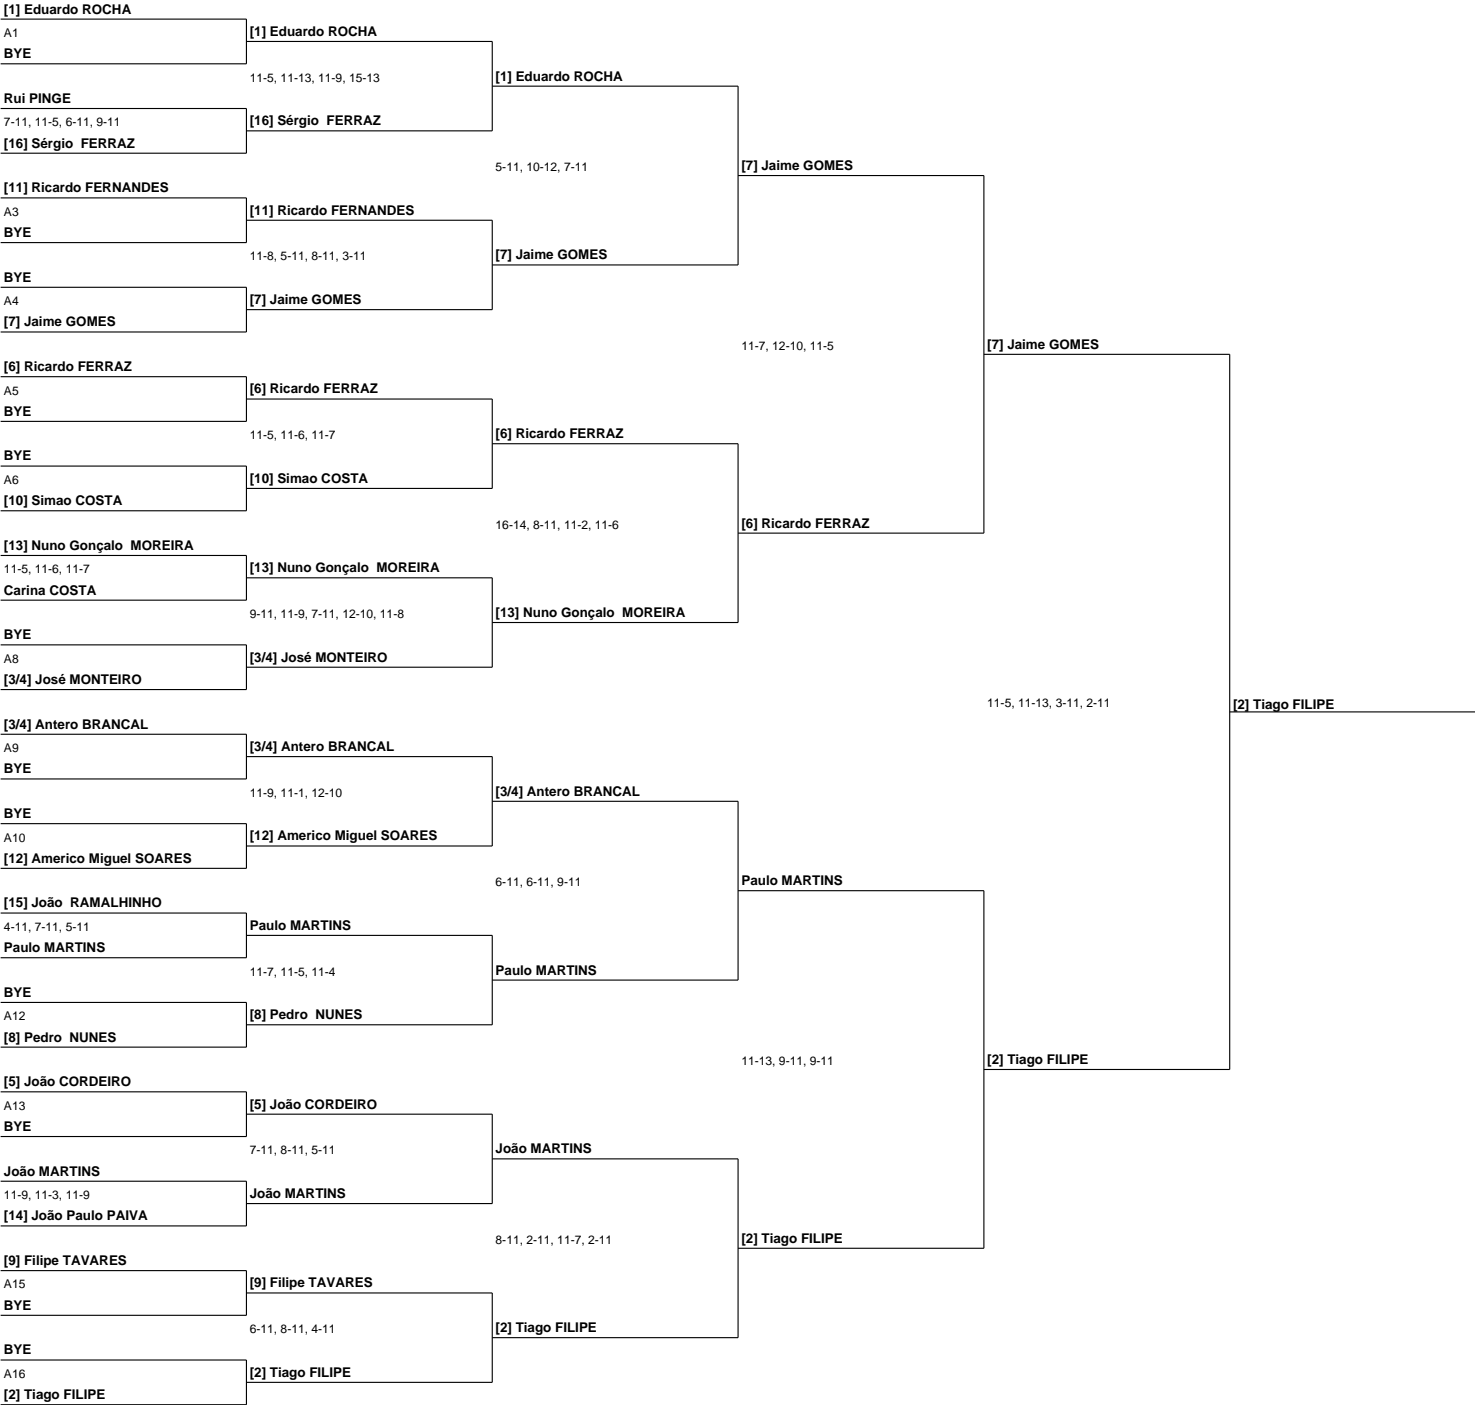 [1] Eduardo ROCHA
A1
[1] Eduardo ROCHA
BYE
11-5, 11-13, 11-9, 15-13
[1] Eduardo ROCHA
Rui PINGE
7-11, 11-5, 6-11, 9-11
[16] Sérgio  FERRAZ
[16] Sérgio  FERRAZ
5-11, 10-12, 7-11
[7] Jaime GOMES
[11] Ricardo FERNANDES
A3
[11] Ricardo FERNANDES
BYE
11-8, 5-11, 8-11, 3-11
[7] Jaime GOMES
BYE
A4
[7] Jaime GOMES
[7] Jaime GOMES
11-7, 12-10, 11-5
[7] Jaime GOMES
[6] Ricardo FERRAZ
A5
[6] Ricardo FERRAZ
BYE
11-5, 11-6, 11-7
[6] Ricardo FERRAZ
BYE
A6
[10] Simao COSTA
[10] Simao COSTA
16-14, 8-11, 11-2, 11-6
[6] Ricardo FERRAZ
[13] Nuno Gonçalo  MOREIRA
11-5, 11-6, 11-7
[13] Nuno Gonçalo  MOREIRA
Carina COSTA
9-11, 11-9, 7-11, 12-10, 11-8
[13] Nuno Gonçalo  MOREIRA
BYE
A8
[3/4] José MONTEIRO
[3/4] José MONTEIRO
11-5, 11-13, 3-11, 2-11
[2] Tiago FILIPE
[3/4] Antero BRANCAL
A9
[3/4] Antero BRANCAL
BYE
11-9, 11-1, 12-10
[3/4] Antero BRANCAL
BYE
A10
[12] Americo Miguel SOARES
[12] Americo Miguel SOARES
6-11, 6-11, 9-11
Paulo MARTINS
[15] João  RAMALHINHO
4-11, 7-11, 5-11
Paulo MARTINS
Paulo MARTINS
11-7, 11-5, 11-4
Paulo MARTINS
BYE
A12
[8] Pedro  NUNES
[8] Pedro  NUNES
11-13, 9-11, 9-11
[2] Tiago FILIPE
[5] João CORDEIRO
A13
[5] João CORDEIRO
BYE
7-11, 8-11, 5-11
João MARTINS
João MARTINS
11-9, 11-3, 11-9
João MARTINS
[14] João Paulo PAIVA
8-11, 2-11, 11-7, 2-11
[2] Tiago FILIPE
[9] Filipe TAVARES
A15
[9] Filipe TAVARES
BYE
6-11, 8-11, 4-11
[2] Tiago FILIPE
BYE
A16
[2] Tiago FILIPE
[2] Tiago FILIPE